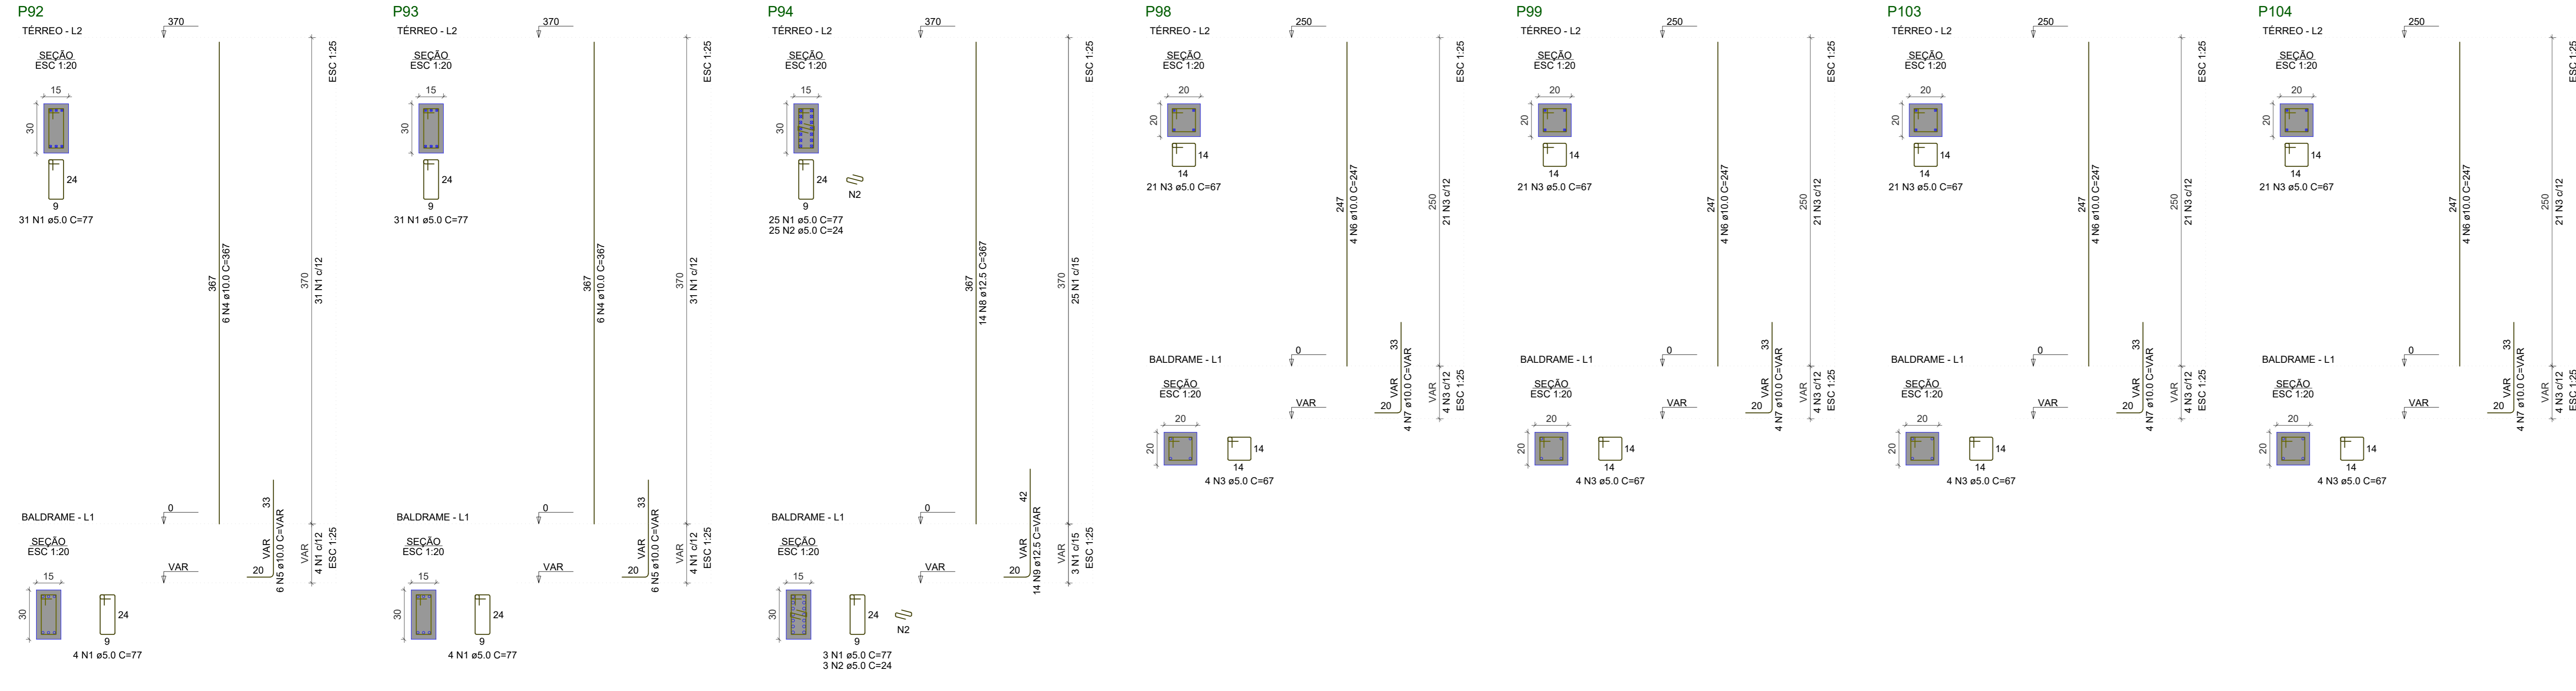 P92
TÉRREO - L2
370
SEÇÃO
ESC 1:20
ESC 1:25
15
30
24
9
31 N1 ø5.0 C=77
367
6 N4 ø10.0 C=367
370
31 N1 c/12
BALDRAME - L1
0
SEÇÃO
ESC 1:20
33
VAR
6 N5 ø10.0 C=VAR
20
VAR
4 N1 c/12
ESC 1:25
VAR
15
30
24
9
4 N1 ø5.0 C=77
P93
TÉRREO - L2
370
SEÇÃO
ESC 1:20
ESC 1:25
15
30
24
9
31 N1 ø5.0 C=77
367
6 N4 ø10.0 C=367
370
31 N1 c/12
BALDRAME - L1
0
SEÇÃO
ESC 1:20
33
VAR
6 N5 ø10.0 C=VAR
20
VAR
4 N1 c/12
ESC 1:25
VAR
15
30
24
9
4 N1 ø5.0 C=77
P94
TÉRREO - L2
370
SEÇÃO
ESC 1:20
ESC 1:25
15
30
24
9
N2
25 N1 ø5.0 C=77
25 N2 ø5.0 C=24
367
14 N8 ø12.5 C=367
370
25 N1 c/15
BALDRAME - L1
0
SEÇÃO
ESC 1:20
42
VAR
14 N9 ø12.5 C=VAR
20
VAR
3 N1 c/15
ESC 1:25
VAR
15
30
24
9
N2
3 N1 ø5.0 C=77
3 N2 ø5.0 C=24
P98
TÉRREO - L2
250
SEÇÃO
ESC 1:20
ESC 1:25
20
20
14
14
21 N3 ø5.0 C=67
247
4 N6 ø10.0 C=247
250
21 N3 c/12
BALDRAME - L1
0
SEÇÃO
ESC 1:20
33
VAR
4 N7 ø10.0 C=VAR
20
VAR
4 N3 c/12
ESC 1:25
VAR
20
20
14
14
4 N3 ø5.0 C=67
P99
TÉRREO - L2
250
SEÇÃO
ESC 1:20
ESC 1:25
20
20
14
14
21 N3 ø5.0 C=67
247
4 N6 ø10.0 C=247
250
21 N3 c/12
BALDRAME - L1
0
SEÇÃO
ESC 1:20
33
VAR
4 N7 ø10.0 C=VAR
20
VAR
4 N3 c/12
ESC 1:25
VAR
20
20
14
14
4 N3 ø5.0 C=67
P103
TÉRREO - L2
250
SEÇÃO
ESC 1:20
ESC 1:25
20
20
14
14
21 N3 ø5.0 C=67
247
4 N6 ø10.0 C=247
250
21 N3 c/12
BALDRAME - L1
0
SEÇÃO
ESC 1:20
33
VAR
4 N7 ø10.0 C=VAR
20
VAR
4 N3 c/12
ESC 1:25
VAR
20
20
14
14
4 N3 ø5.0 C=67
P104
TÉRREO - L2
250
SEÇÃO
ESC 1:20
ESC 1:25
20
20
14
14
21 N3 ø5.0 C=67
247
4 N6 ø10.0 C=247
250
21 N3 c/12
BALDRAME - L1
0
SEÇÃO
ESC 1:20
33
VAR
4 N7 ø10.0 C=VAR
20
VAR
4 N3 c/12
ESC 1:25
VAR
20
20
14
14
4 N3 ø5.0 C=67